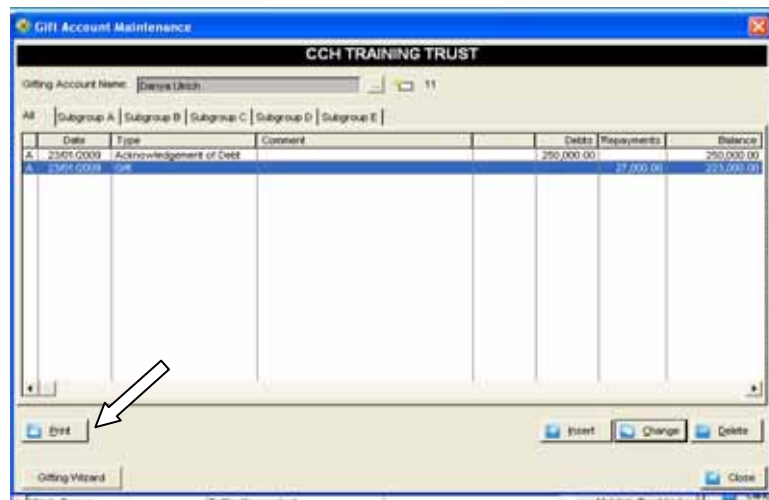 Gift Account Maintenance
CCH TRAINING TRUST
Gifting Account Name: Danya Ulrich ... 11
All Subgroup A Subgroup B Subgroup C Subgroup D Subgroup E
Date Type Comment Debts Repayments Balance
A 23/01/2009 Acknowledgement of Debt 250,000.00 250,000.00
A 23/01/2009 Gift 27,000.00 223,000.00
Print Insert Change Delete
Gifting Wizard Close